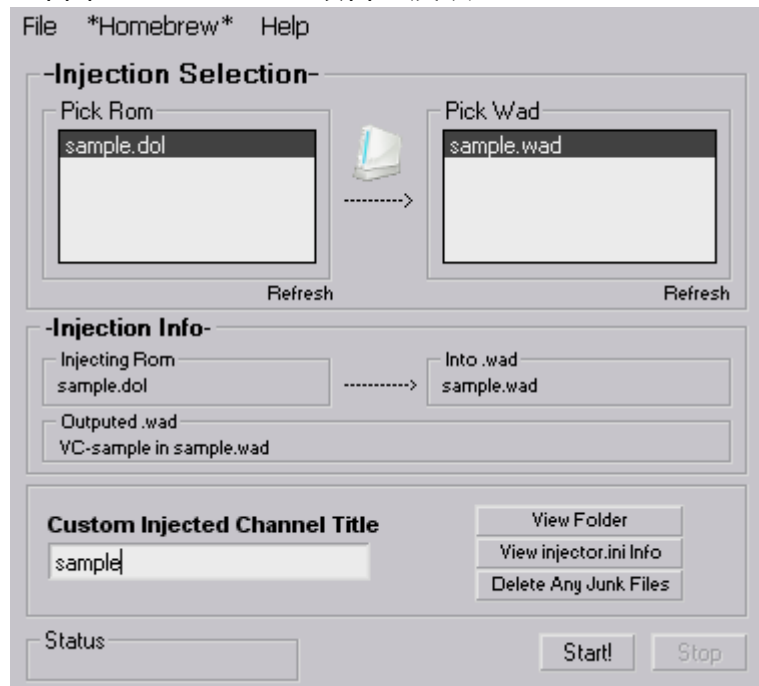 File *Homebrew* Help
-Injection Selection-
Pick Rom
Pick Wad
sample.dol
sample.wad
---------->
Refresh
Refresh
-Injection Info-
Injecting Rom
Into .wad
sample.dol
---------->
sample.wad
Outputed .wad
VC-sample in sample.wad
Custom Injected Channel Title
sample
View Folder
View injector.ini Info
Delete Any Junk Files
Status
Start!
Stop